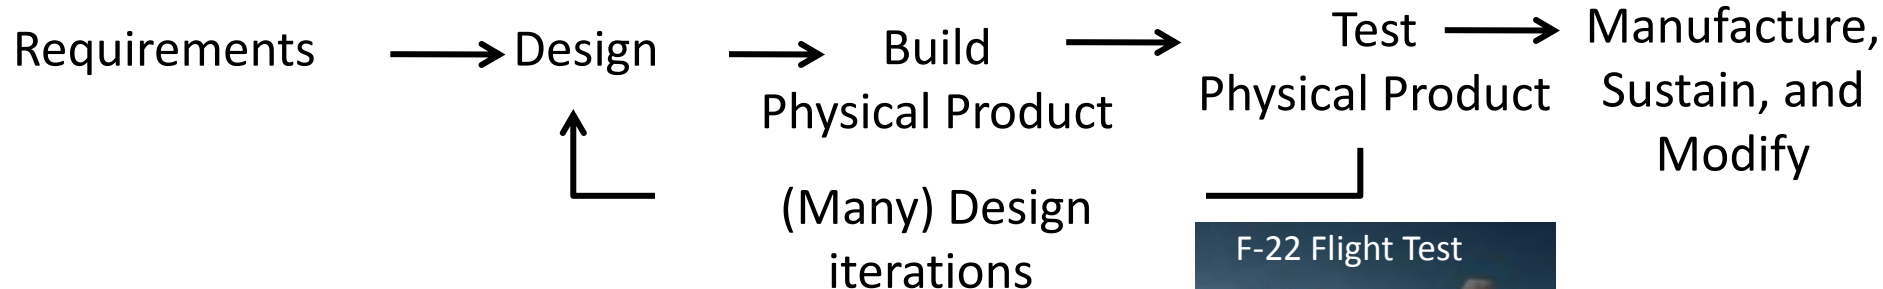 Requirements
Design
Build
Physical Product
Test
Physical Product
Manufacture,
Sustain, and
Modify
(Many) Design
iterations
F-22 Flight Test